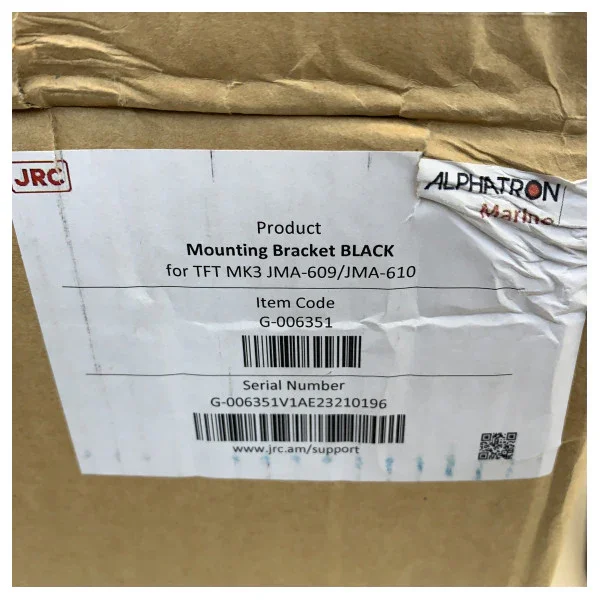 JRC
ALPHATRON
Marine
Product
Mounting Bracket BLACK
for TFT MK3 JMA-609/JMA-610
Item Code
G-006351
Serial Number
G-006351V1AE23210196
www.jrc.am/support